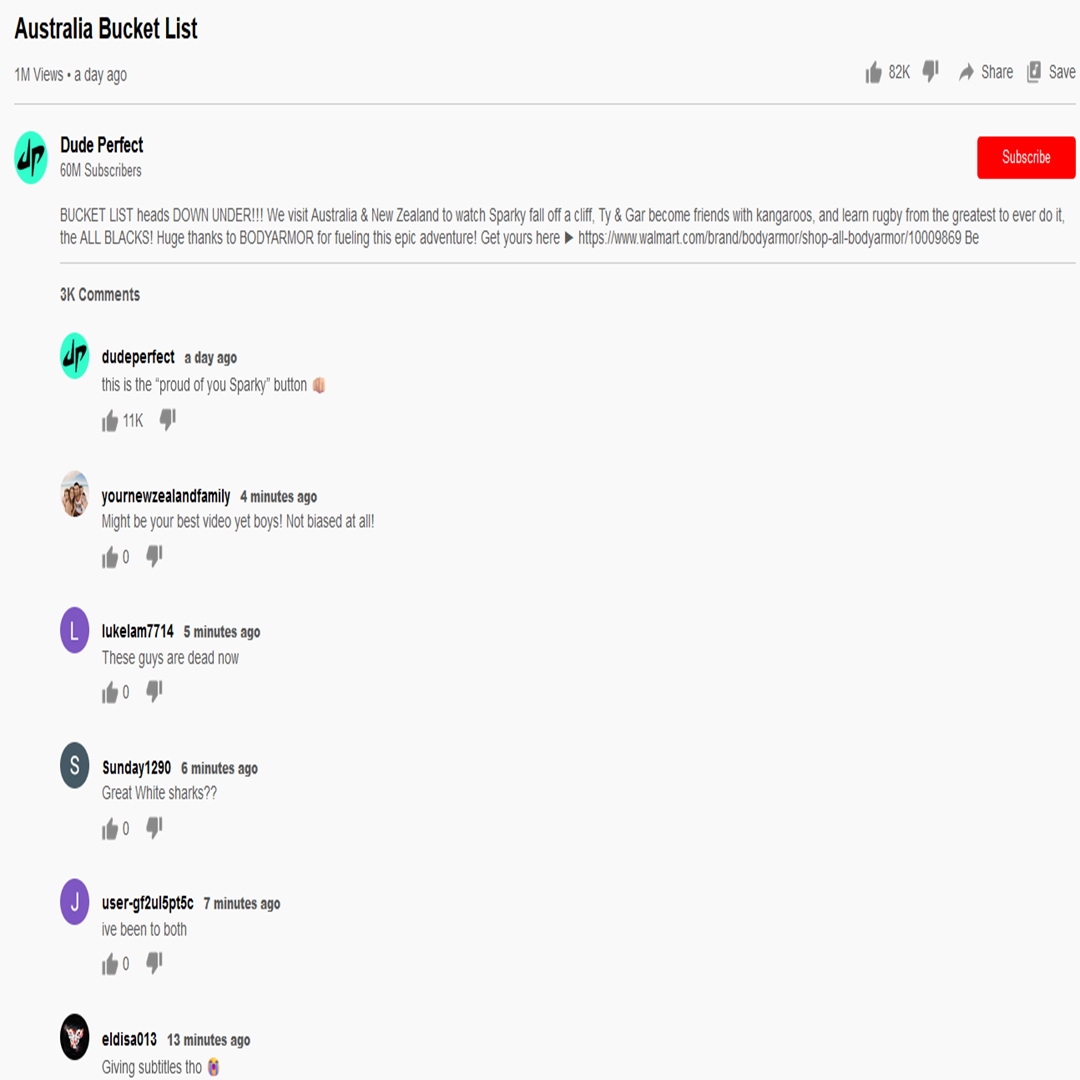 Australia Bucket List
1M Views • a day ago
82K
Share
Save
dp
Dude Perfect
60M Subscribers
Subscribe
BUCKET LIST heads DOWN UNDER!!! We visit Australia & New Zealand to watch Sparky fall off a cliff, Ty & Gar become friends with kangaroos, and learn rugby from the greatest to ever do it,
the ALL BLACKS! Huge thanks to BODYARMOR for fueling this epic adventure! Get yours here ▶ https://www.walmart.com/brand/bodyarmor/shop-all-bodyarmor/10009869 Be
3K Comments
dp
dudeperfect a day ago
this is the “proud of you Sparky” button 👊🏼
11K
yournewzealandfamily 4 minutes ago
Might be your best video yet boys! Not biased at all!
0
L
lukelam7714 5 minutes ago
These guys are dead now
0
S
Sunday1290 6 minutes ago
Great White sharks??
0
J
user-gf2ul5pt5c 7 minutes ago
ive been to both
0
eldisa013 13 minutes ago
Giving subtitles tho 😭